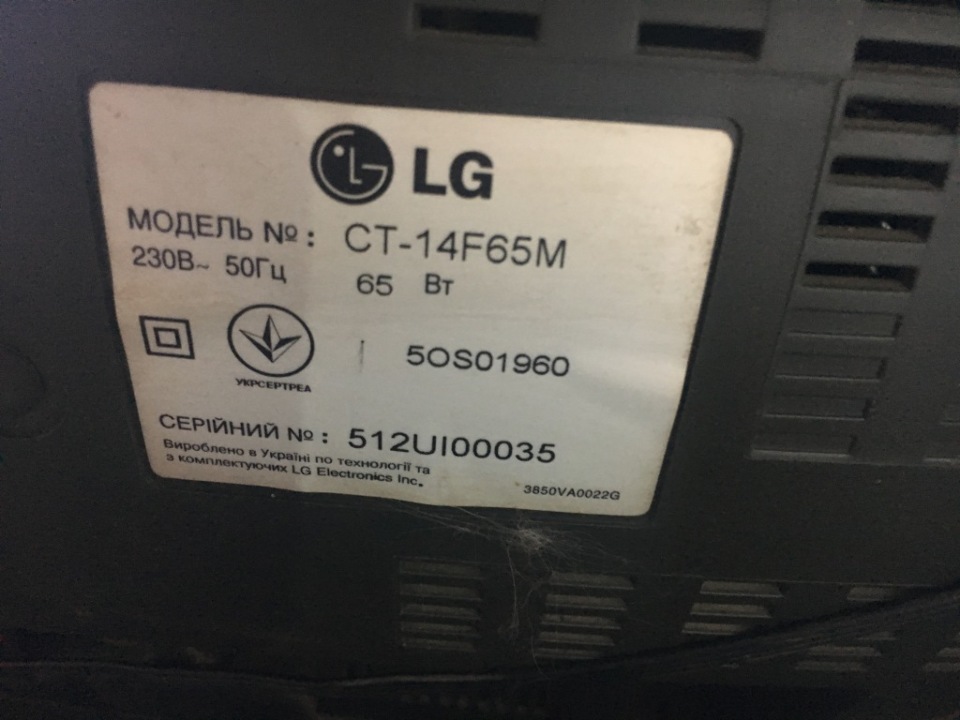 LG
МОДЕЛЬ №: CT-14F65M
230В~ 50Гц 65 Вт
УКРСЕРТРЕА
5OS01960
СЕРІЙНИЙ №: 512UI00035
Вироблено в Україні по технології та
з комплектуючих LG Electronics Inc.
3850VA0022G